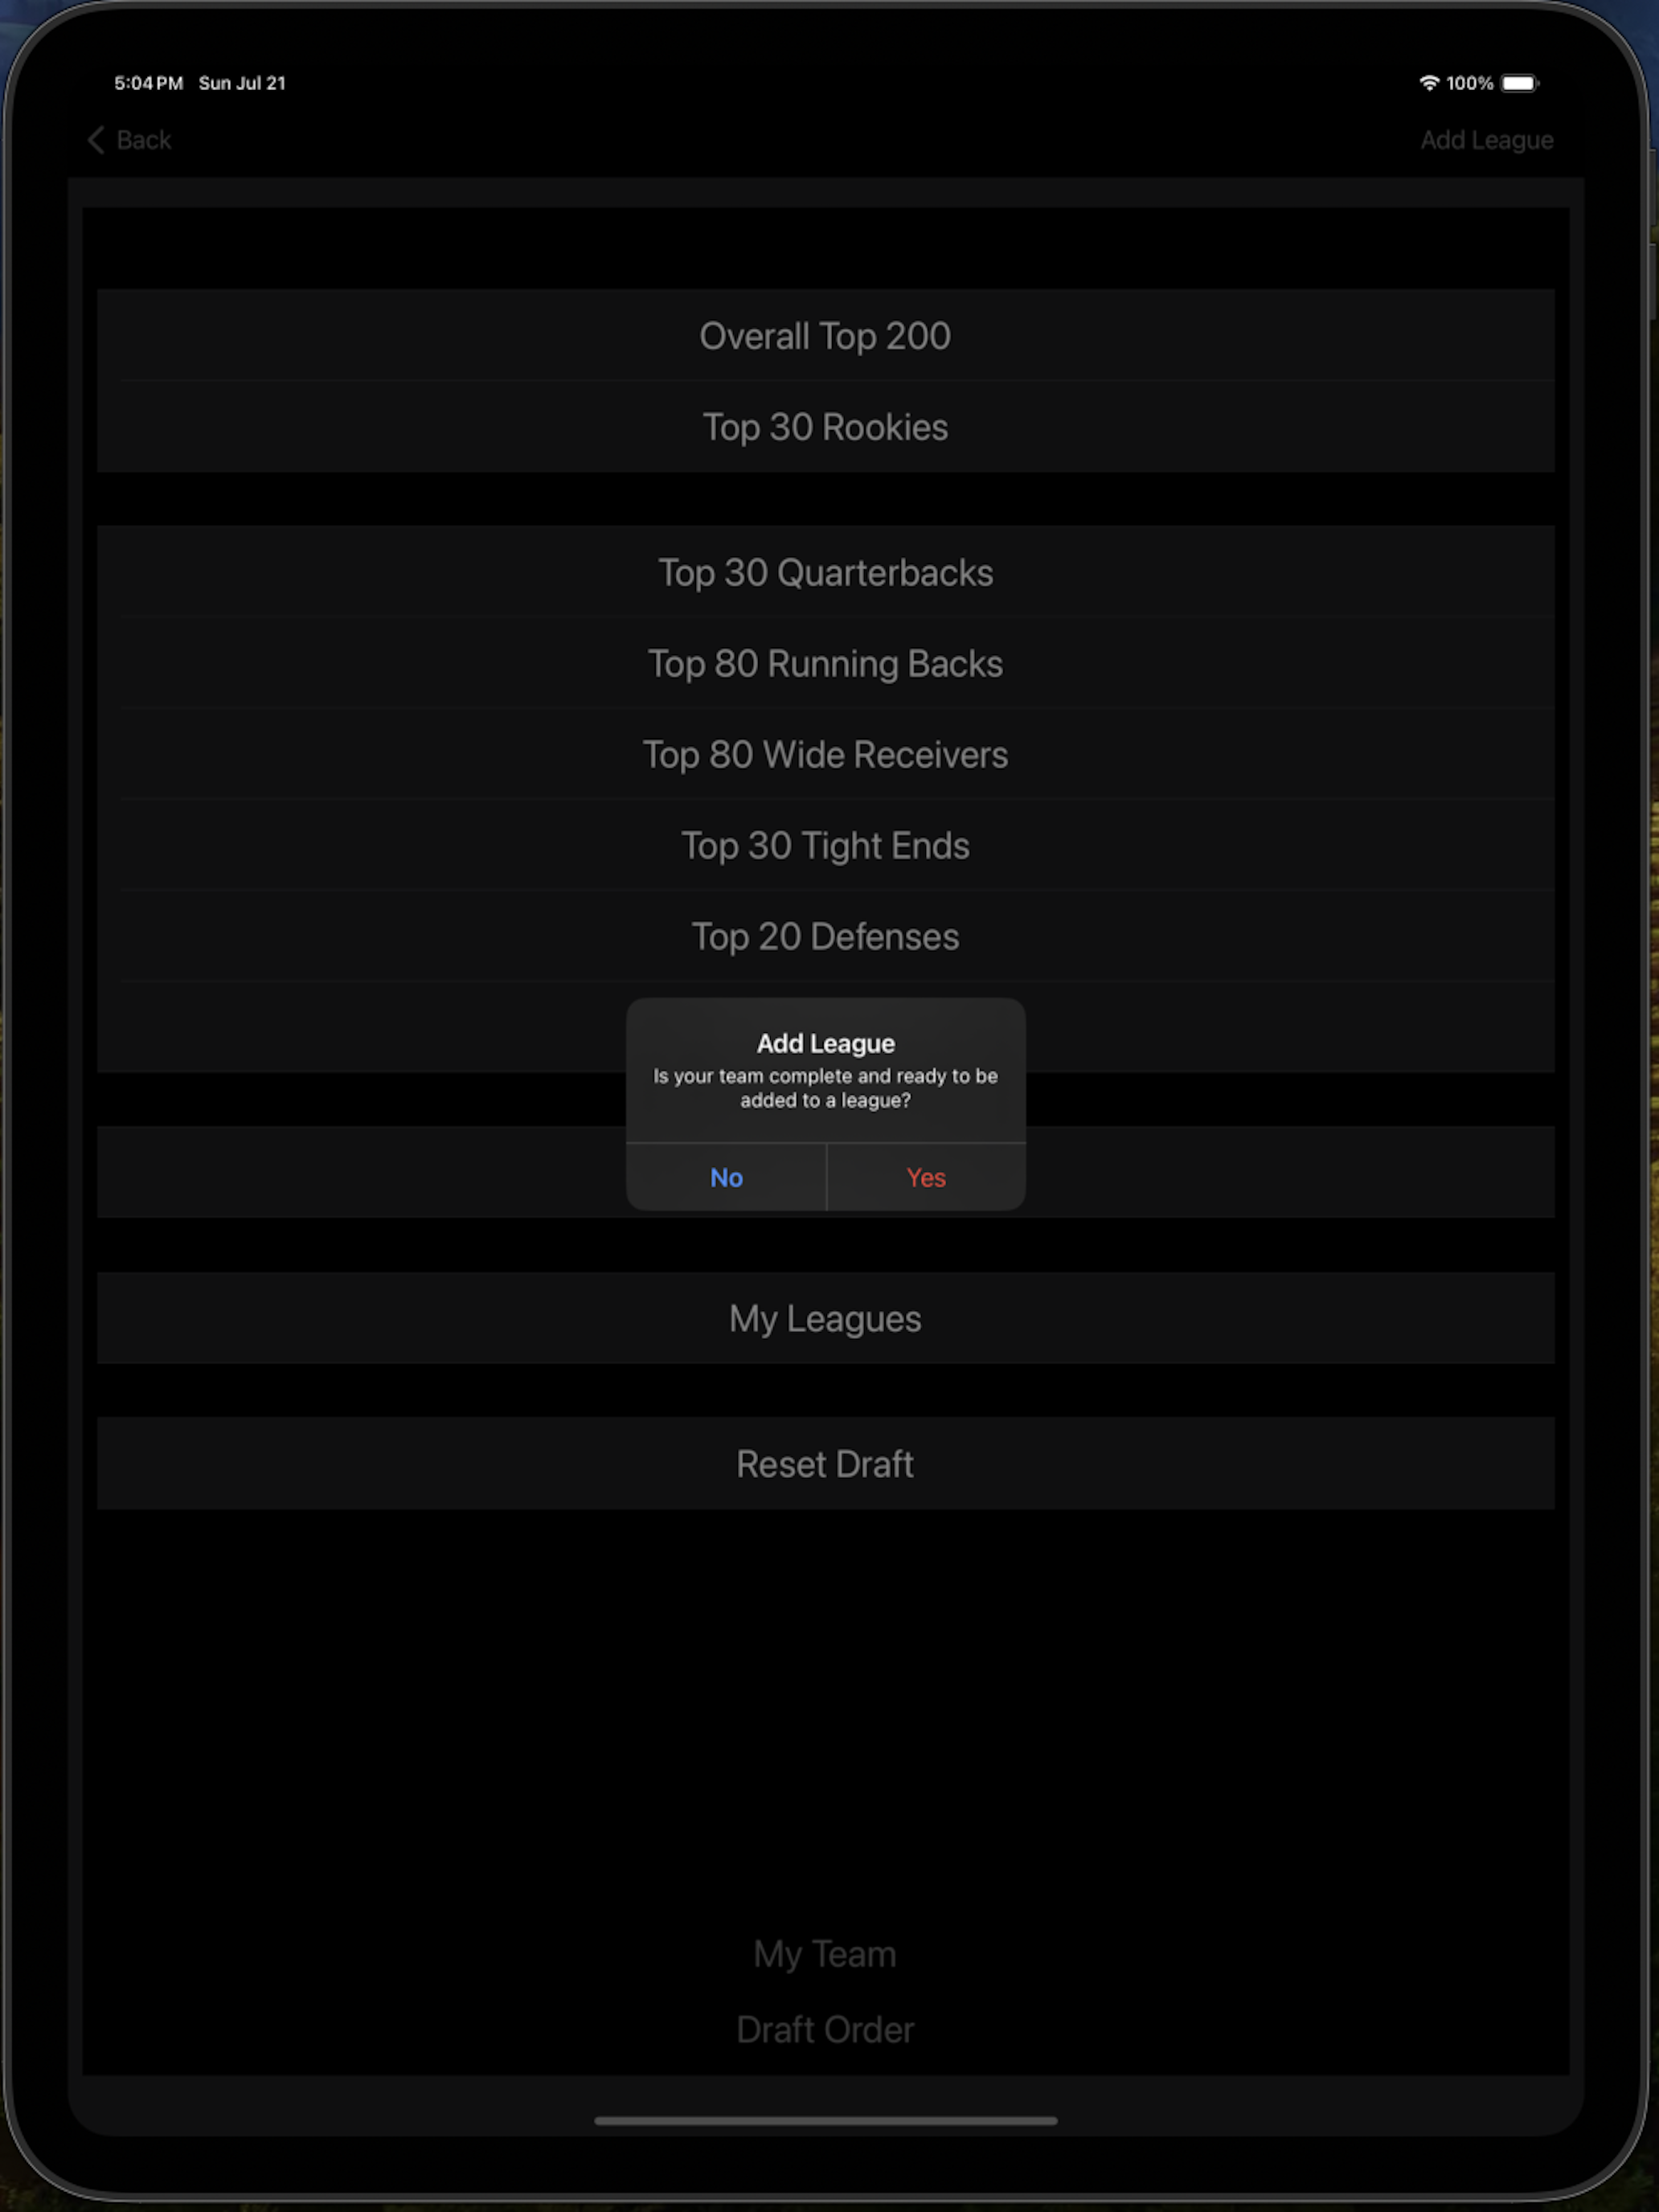 5:04 PM Sun Jul 21
100%
Back
Add League
Overall Top 200
Top 30 Rookies
Top 30 Quarterbacks
Top 80 Running Backs
Top 80 Wide Receivers
Top 30 Tight Ends
Top 20 Defenses
Add League
Is your team complete and ready to be
added to a league?
No
Yes
My Leagues
Reset Draft
My Team
Draft Order